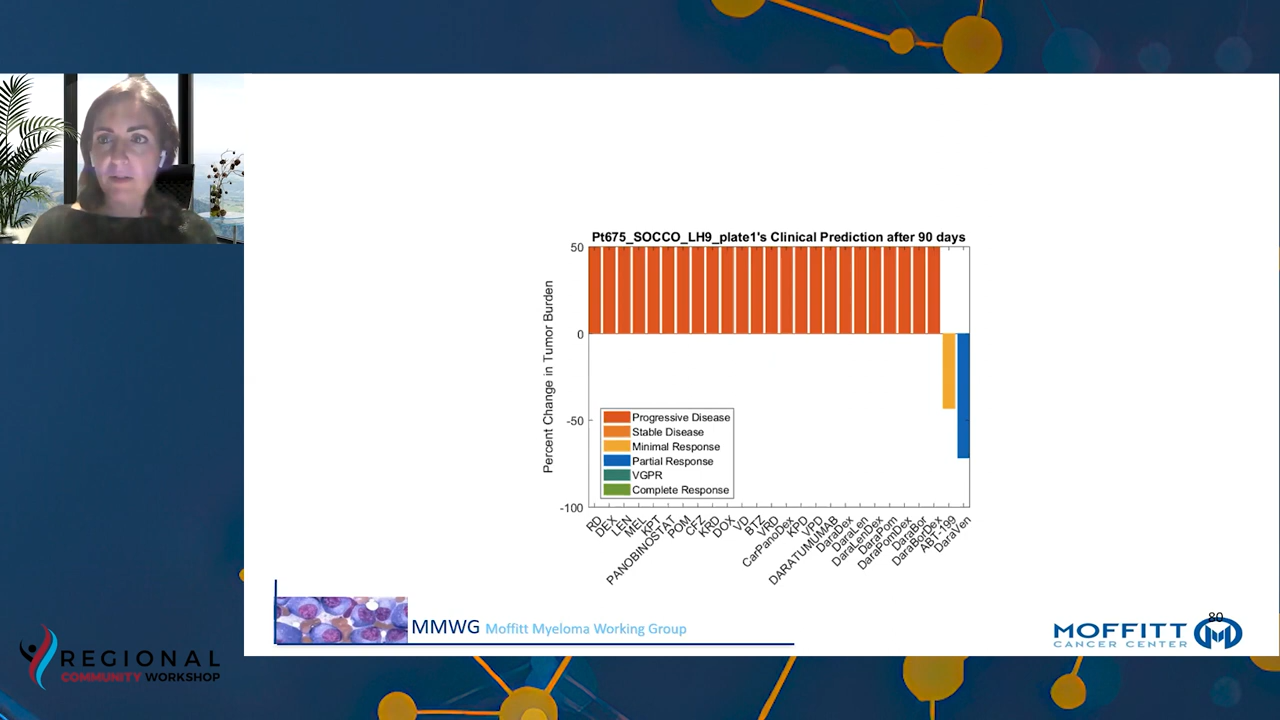 Pt675_SOCCO_LH9_plate1's Clinical Prediction after 90 days
Percent Change in Tumor Burden
50
0
-50
-100
Progressive Disease
Stable Disease
Minimal Response
Partial Response
VGPR
Complete Response
RD
DEX
LEN
MEL
KPT
PANOBINOSTAT
POM
CFZ
KRD
DOX
VD
BTZ
VRD
CarPanoDex
KPD
VPD
DARATUMUMAB
DaraDex
DaraLen
DaraLenDex
DaraPom
DaraPomDex
DaraBor
DaraBorDex
ABT-199
DaraVen
MMWG Moffitt Myeloma Working Group
80
MOFFITT
CANCER CENTER
REGIONAL
COMMUNITY WORKSHOP